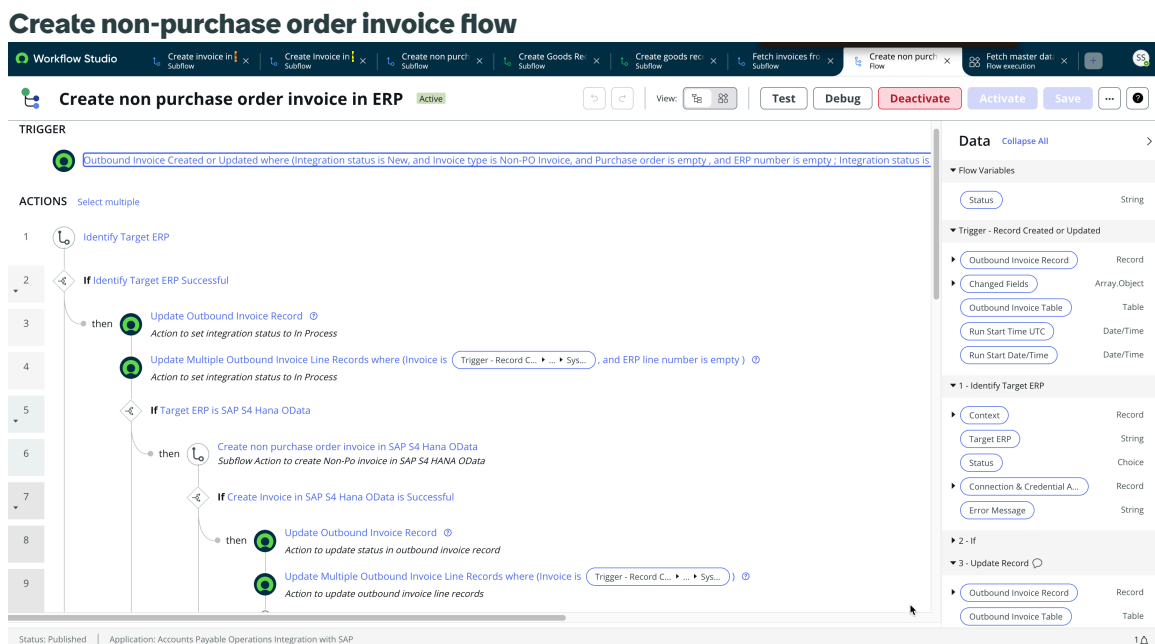 Create non-purchase order invoice flow
Workflow Studio
Create invoice in
Subflow
Create Invoice in
Subflow
Create non purch
Subflow
Create Goods Re
Subflow
Create goods rec
Subflow
Fetch invoices fro
Subflow
Create non purch
Flow
Fetch master data
Flow execution
SS
Create non purchase order invoice in ERP Active
View:
Test
Debug
Deactivate
Activate
Save
TRIGGER
Outbound Invoice Created or Updated where (Integration status is New, and Invoice type is Non-PO Invoice, and Purchase order is empty , and ERP number is empty ; Integration status is
ACTIONS Select multiple
1 Identify Target ERP
2 If Identify Target ERP Successful
3 then Update Outbound Invoice Record
Action to set integration status to In Process
4 Update Multiple Outbound Invoice Line Records where (Invoice is Trigger - Record C... ▸ ... ▸ Sys... , and ERP line number is empty )
Action to set integration status to In Process
5 If Target ERP is SAP S4 Hana OData
6 then Create non purchase order invoice in SAP S4 Hana OData
Subflow Action to create Non-Po invoice in SAP S4 HANA OData
7 If Create Invoice in SAP S4 Hana OData is Successful
8 then Update Outbound Invoice Record
Action to update status in outbound invoice record
9 Update Multiple Outbound Invoice Line Records where (Invoice is Trigger - Record C... ▸ ... ▸ Sys... )
Action to update outbound invoice line records
Data Collapse All
Flow Variables
Status String
Trigger - Record Created or Updated
Outbound Invoice Record Record
Changed Fields Array.Object
Outbound Invoice Table Table
Run Start Time UTC Date/Time
Run Start Date/Time Date/Time
1 - Identify Target ERP
Context Record
Target ERP String
Status Choice
Connection & Credential A... Record
Error Message String
2 - If
3 - Update Record
Outbound Invoice Record Record
Outbound Invoice Table Table
Status: Published | Application: Accounts Payable Operations Integration with SAP
1